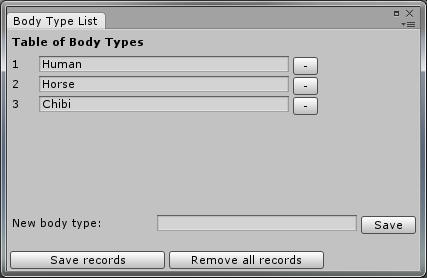 Body Type List
Table of Body Types
1 Human -
2 Horse -
3 Chibi -
New body type: Save
Save records Remove all records